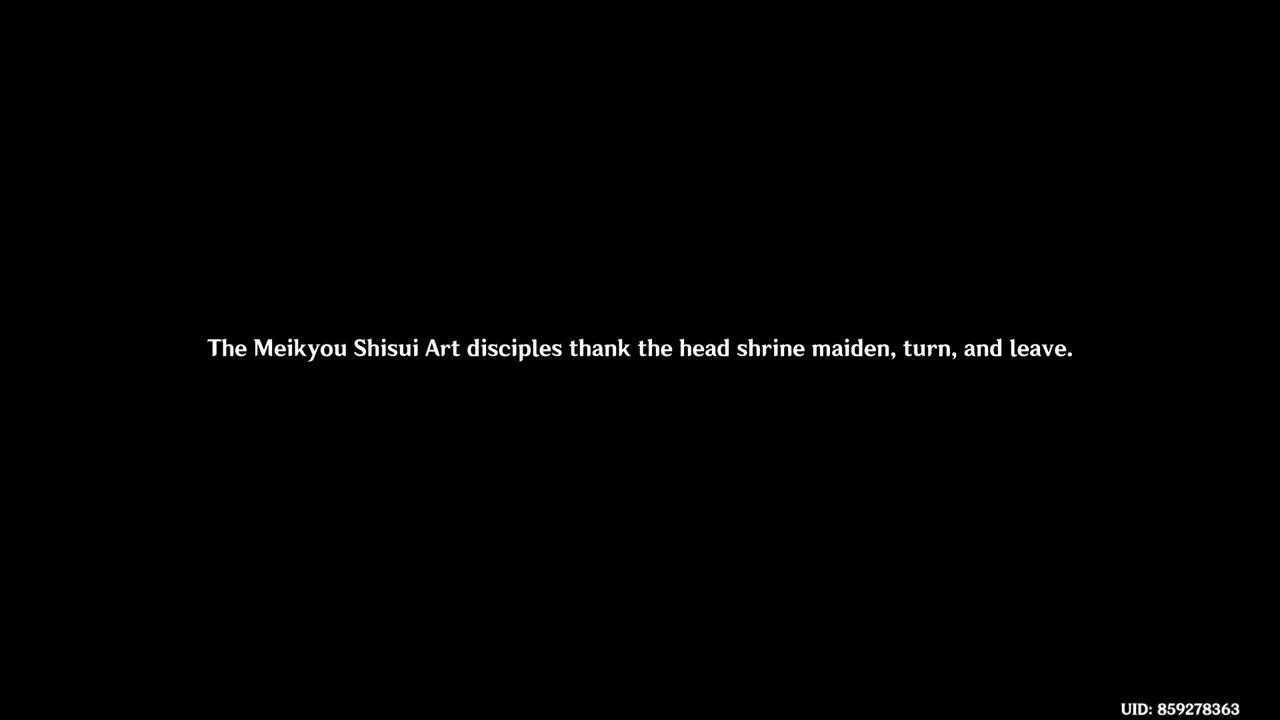 The Meikyou Shisui Art disciples thank the head shrine maiden, turn, and leave.
UID: 859278363